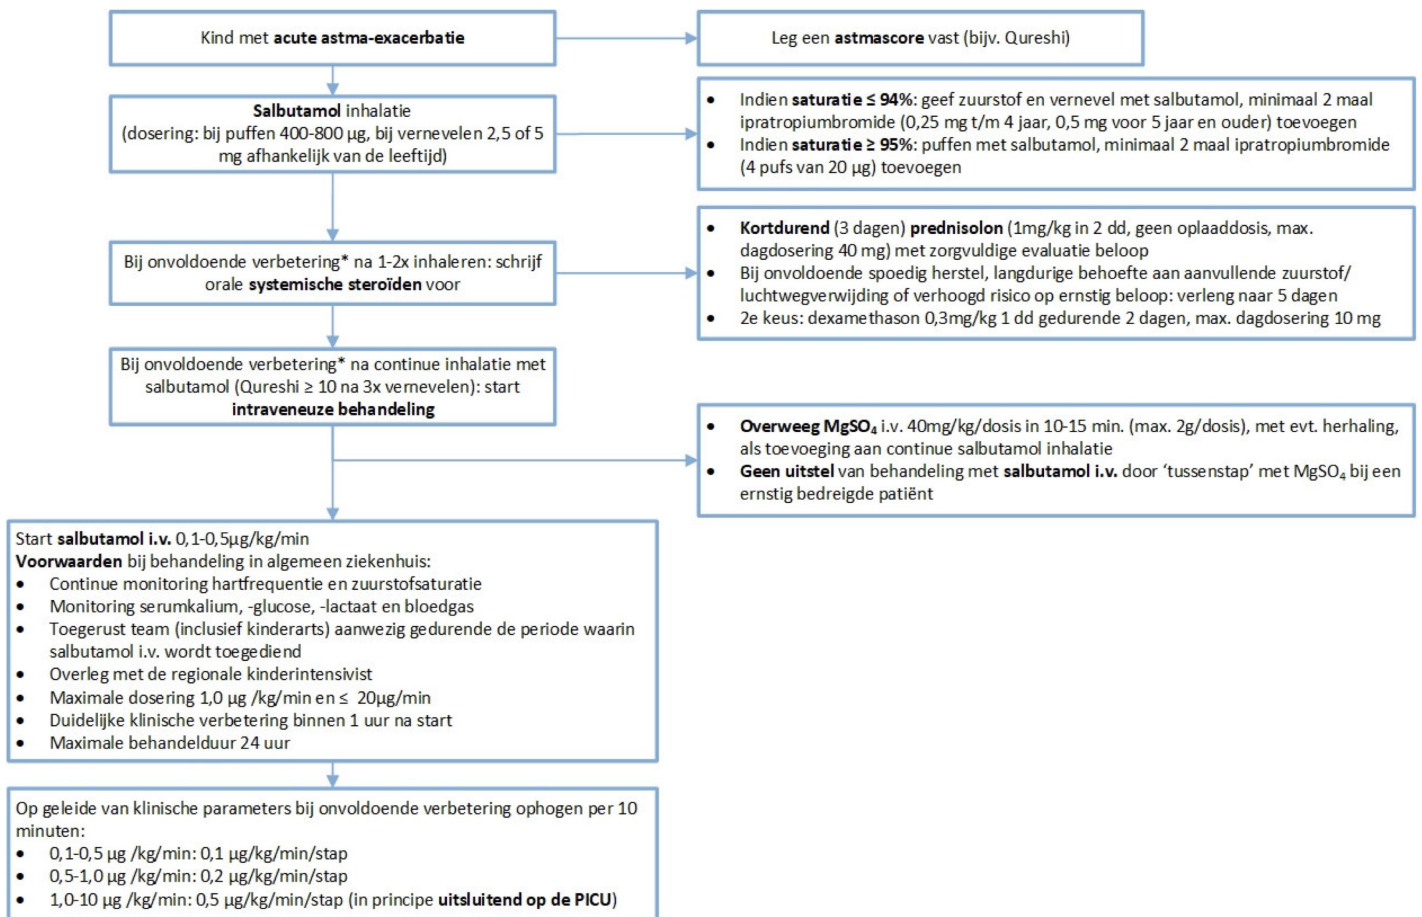 Kind met acute astma-exacerbatie
Leg een astmascore vast (bijv. Qureshi)
Salbutamol inhalatie
(dosering: bij puffen 400-800 µg, bij vernevelen 2,5 of 5
mg afhankelijk van de leeftijd)
• Indien saturatie ≤ 94%: geef zuurstof en vernevel met salbutamol, minimaal 2 maal
ipratropiumbromide (0,25 mg t/m 4 jaar, 0,5 mg voor 5 jaar en ouder) toevoegen
• Indien saturatie ≥ 95%: puffen met salbutamol, minimaal 2 maal ipratropiumbromide
(4 pufs van 20 µg) toevoegen
Bij onvoldoende verbetering* na 1-2x inhaleren: schrijf
orale systemische steroïden voor
• Kortdurend (3 dagen) prednisolon (1mg/kg in 2 dd, geen oplaaddosis, max.
dagdosering 40 mg) met zorgvuldige evaluatie beloop
• Bij onvoldoende spoedig herstel, langdurige behoefte aan aanvullende zuurstof/
luchtwegverwijding of verhoogd risico op ernstig beloop: verleng naar 5 dagen
• 2e keus: dexamethason 0,3mg/kg 1 dd gedurende 2 dagen, max. dagdosering 10 mg
Bij onvoldoende verbetering* na continue inhalatie met
salbutamol (Qureshi ≥ 10 na 3x vernevelen): start
intraveneuze behandeling
• Overweeg MgSO₄ i.v. 40mg/kg/dosis in 10-15 min. (max. 2g/dosis), met evt. herhaling,
als toevoeging aan continue salbutamol inhalatie
• Geen uitstel van behandeling met salbutamol i.v. door ‘tussenstap’ met MgSO₄ bij een
ernstig bedreigde patiënt
Start salbutamol i.v. 0,1-0,5µg/kg/min
Voorwaarden bij behandeling in algemeen ziekenhuis:
• Continue monitoring hartfrequentie en zuurstofsaturatie
• Monitoring serumkalium, -glucose, -lactaat en bloedgas
• Toegerust team (inclusief kinderarts) aanwezig gedurende de periode waarin
salbutamol i.v. wordt toegediend
• Overleg met de regionale kinderintensivist
• Maximale dosering 1,0 µg /kg/min en ≤ 20µg/min
• Duidelijke klinische verbetering binnen 1 uur na start
• Maximale behandelduur 24 uur
Op geleide van klinische parameters bij onvoldoende verbetering ophogen per 10
minuten:
• 0,1-0,5 µg /kg/min: 0,1 µg/kg/min/stap
• 0,5-1,0 µg /kg/min: 0,2 µg/kg/min/stap
• 1,0-10 µg /kg/min: 0,5 µg/kg/min/stap (in principe uitsluitend op de PICU)